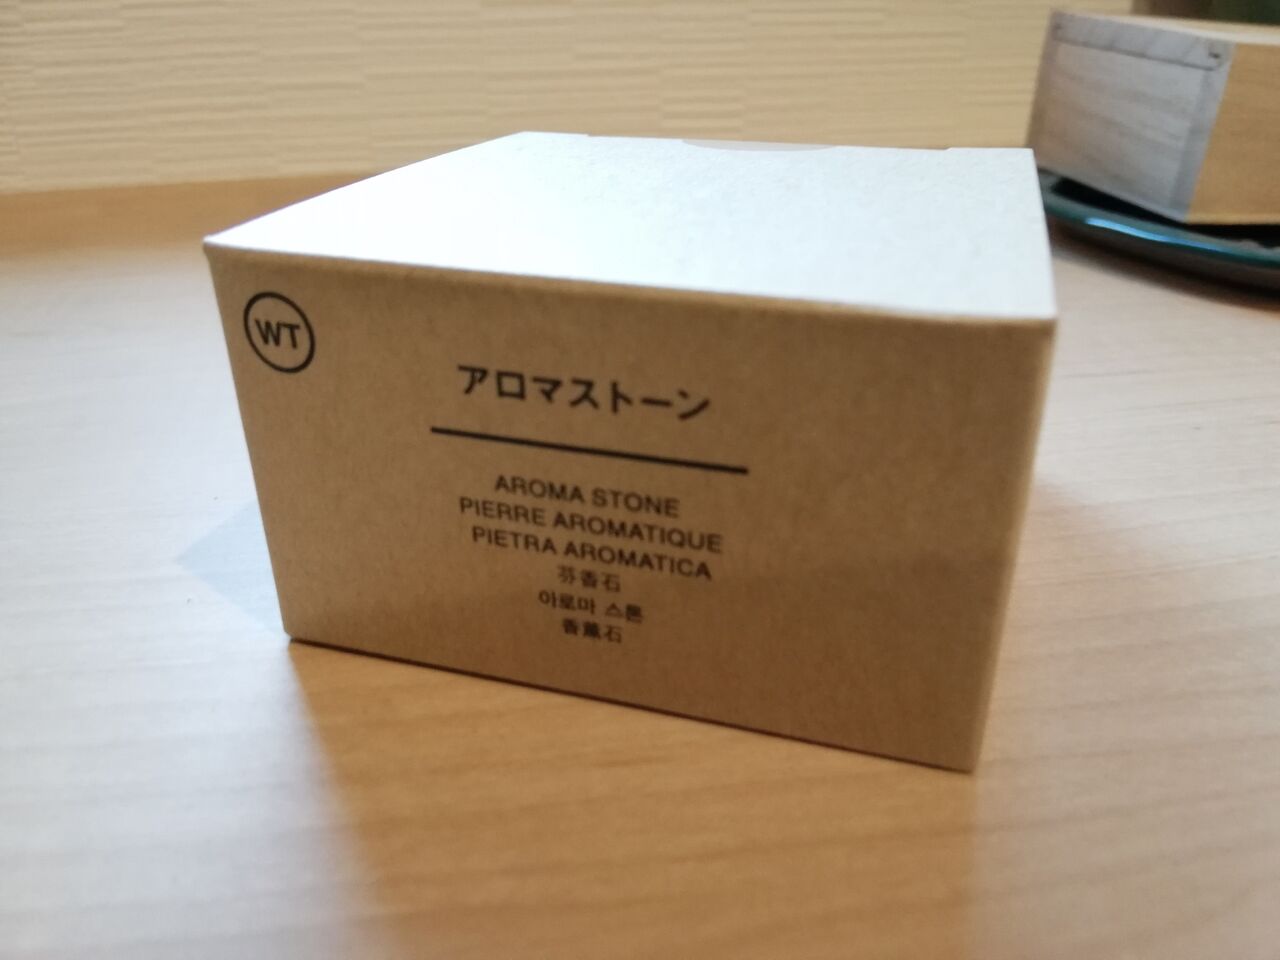 WT
アロマストーン
AROMA STONE
PIERRE AROMATIQUE
PIETRA AROMATICA
芬香石
아로마 스톤
香薰石